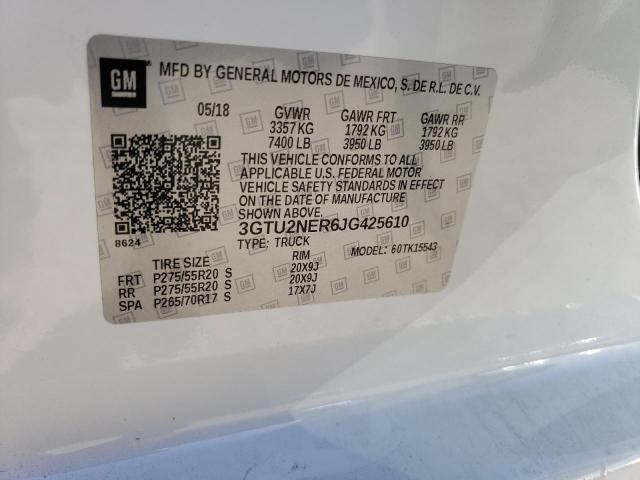 GM MFD BY GENERAL MOTORS DE MEXICO, S. DE R.L. DE C.V.
05/18 GVWR GAWR FRT GAWR RR
3357 KG 1792 KG 1792 KG
7400 LB 3950 LB 3950 LB
THIS VEHICLE CONFORMS TO ALL
APPLICABLE U.S. FEDERAL MOTOR
VEHICLE SAFETY STANDARDS IN EFFECT
ON THE DATE OF MANUFACTURE
SHOWN ABOVE.
8624 3GTU2NER6JG425610
TYPE: TRUCK MODEL: 60TK15543
TIRE SIZE RIM
FRT P275/55R20 S 20X9J
RR P275/55R20 S 20X9J
SPA P265/70R17 S 17X7J